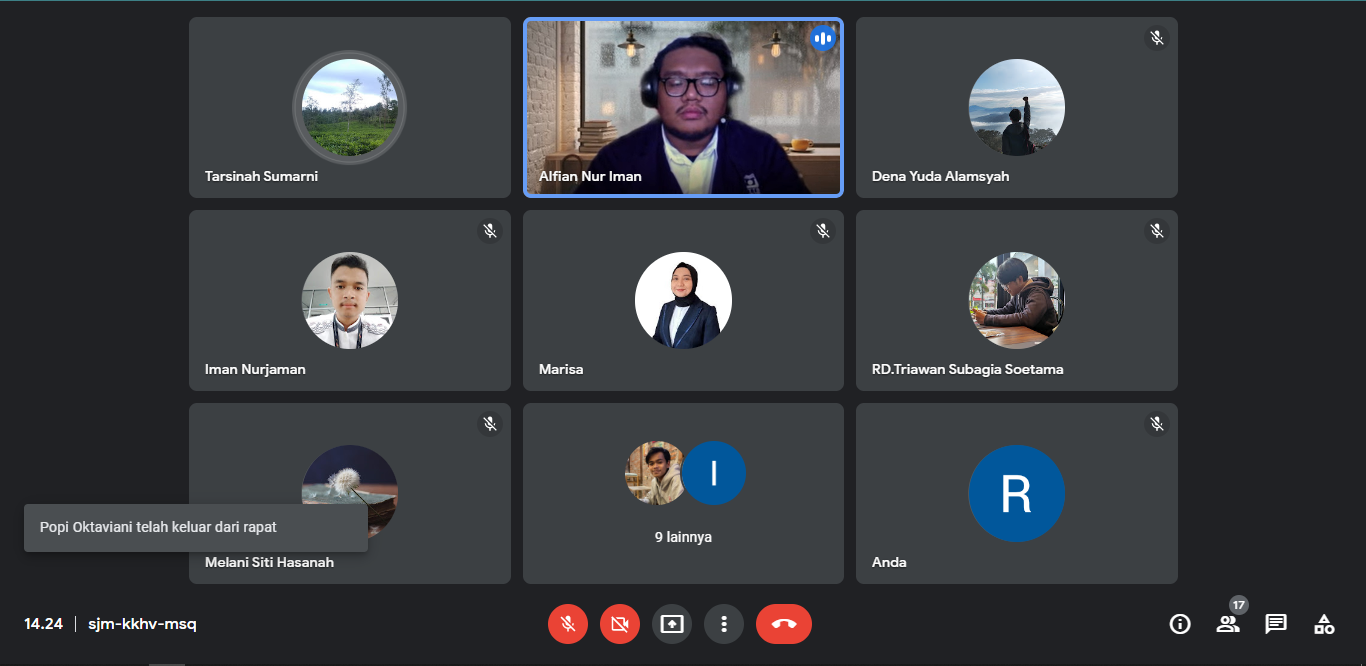 Tarsinah Sumarni
Alfian Nur Iman
Dena Yuda Alamsyah
Iman Nurjaman
Marisa
RD.Triawan Subagia Soetama
Popi Oktaviani telah keluar dari rapat
Melani Siti Hasanah
I
9 lainnya
R
Anda
14.24 | sjm-kkhv-msq
17